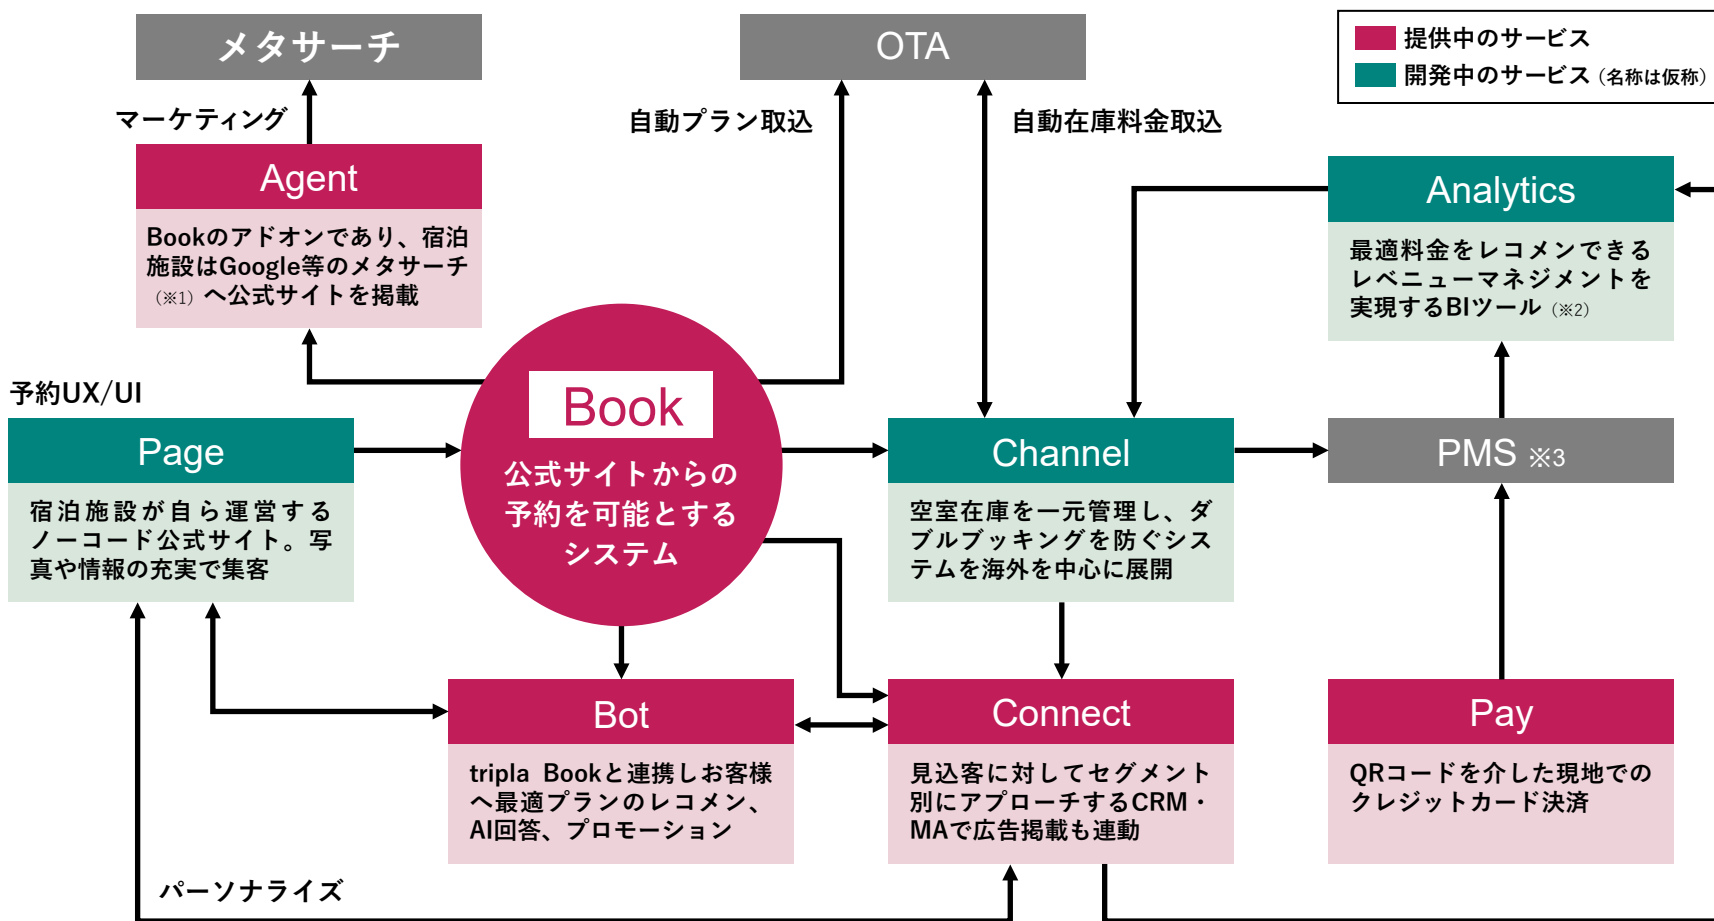 メタサーチ
OTA
提供中のサービス
開発中のサービス（名称は仮称）
マーケティング
自動プラン取込
自動在庫料金取込
Agent
Bookのアドオンであり、宿泊
施設はGoogle等のメタサーチ
（※1）へ公式サイトを掲載
Analytics
最適料金をレコメンできる
レベニューマネジメントを
実現するBIツール（※2）
予約UX/UI
Page
宿泊施設が自ら運営する
ノーコード公式サイト。写
真や情報の充実で集客
Book
公式サイトからの
予約を可能とする
システム
Channel
空室在庫を一元管理し、ダ
ブルブッキングを防ぐシス
テムを海外を中心に展開
PMS ※3
Bot
tripla Bookと連携しお客様
へ最適プランのレコメン、
AI回答、プロモーション
Connect
見込客に対してセグメント
別にアプローチするCRM・
MAで広告掲載も連動
Pay
QRコードを介した現地での
クレジットカード決済
パーソナライズ